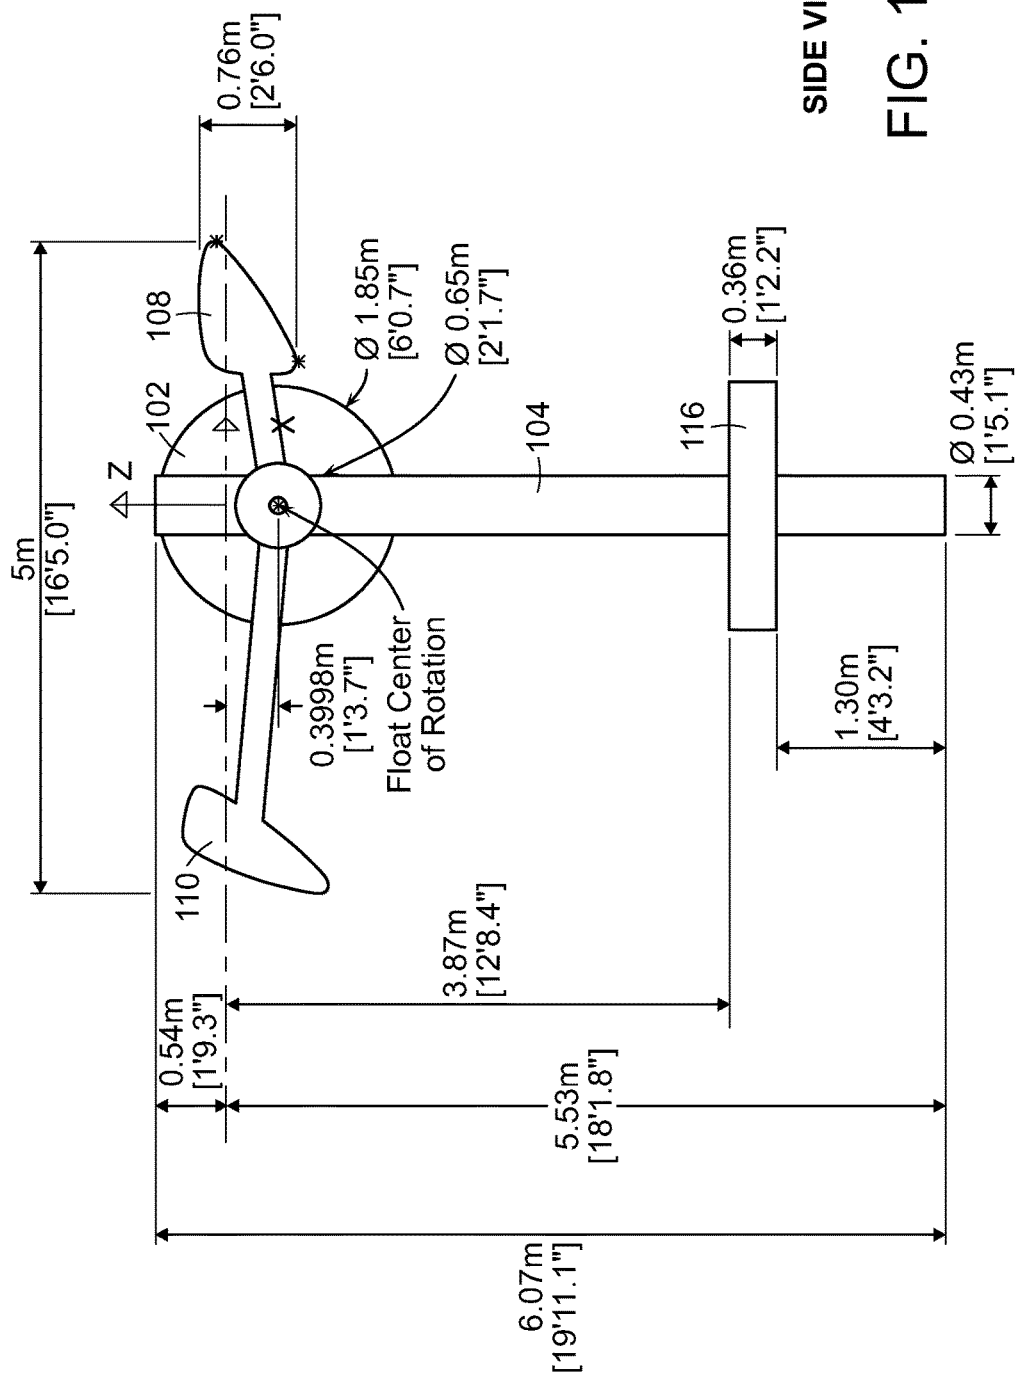 5m
[16'5.0"]
0.76m
[2'6.0"]
Z
102
108
110
X
Ø 1.85m
[6'0.7"]
Ø 0.65m
[2'1.7"]
0.3998m
[1'3.7"]
Float Center
of Rotation
104
116
0.36m
[1'2.2"]
Ø 0.43m
[1'5.1"]
1.30m
[4'3.2"]
3.87m
[12'8.4"]
0.54m
[1'9.3"]
5.53m
[18'1.8"]
6.07m
[19'11.1"]
SIDE VI
FIG. 1